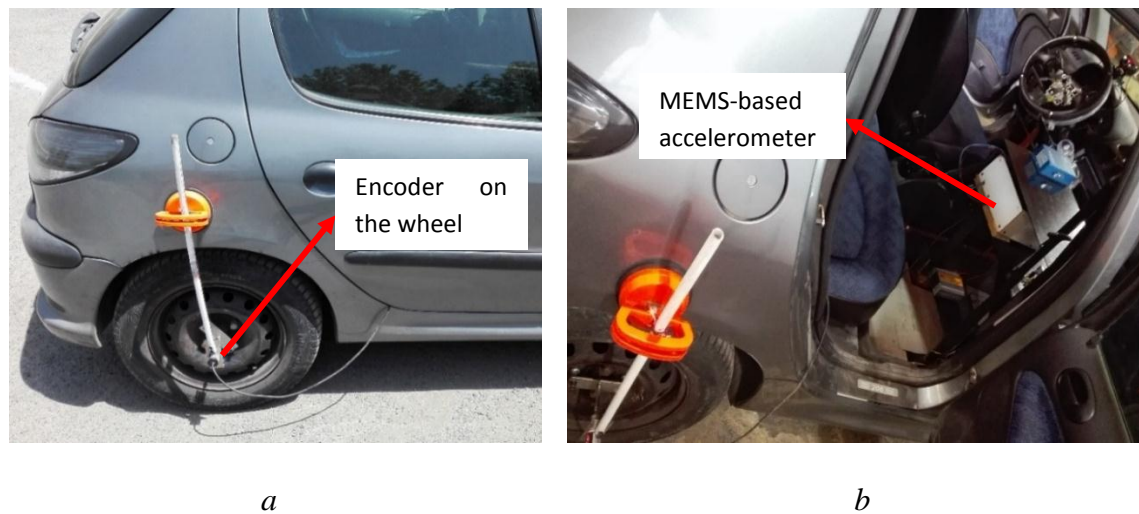 Encoder on
the wheel
MEMS-based
accelerometer
a
b